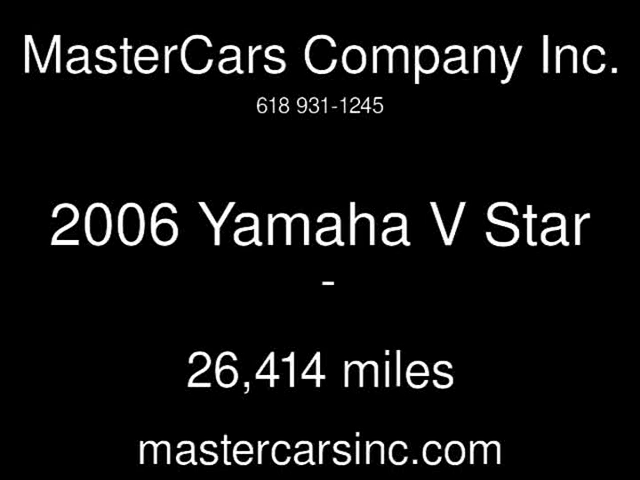 MasterCars Company Inc.
618 931-1245
2006 Yamaha V Star
-
26,414 miles
mastercarsinc.com